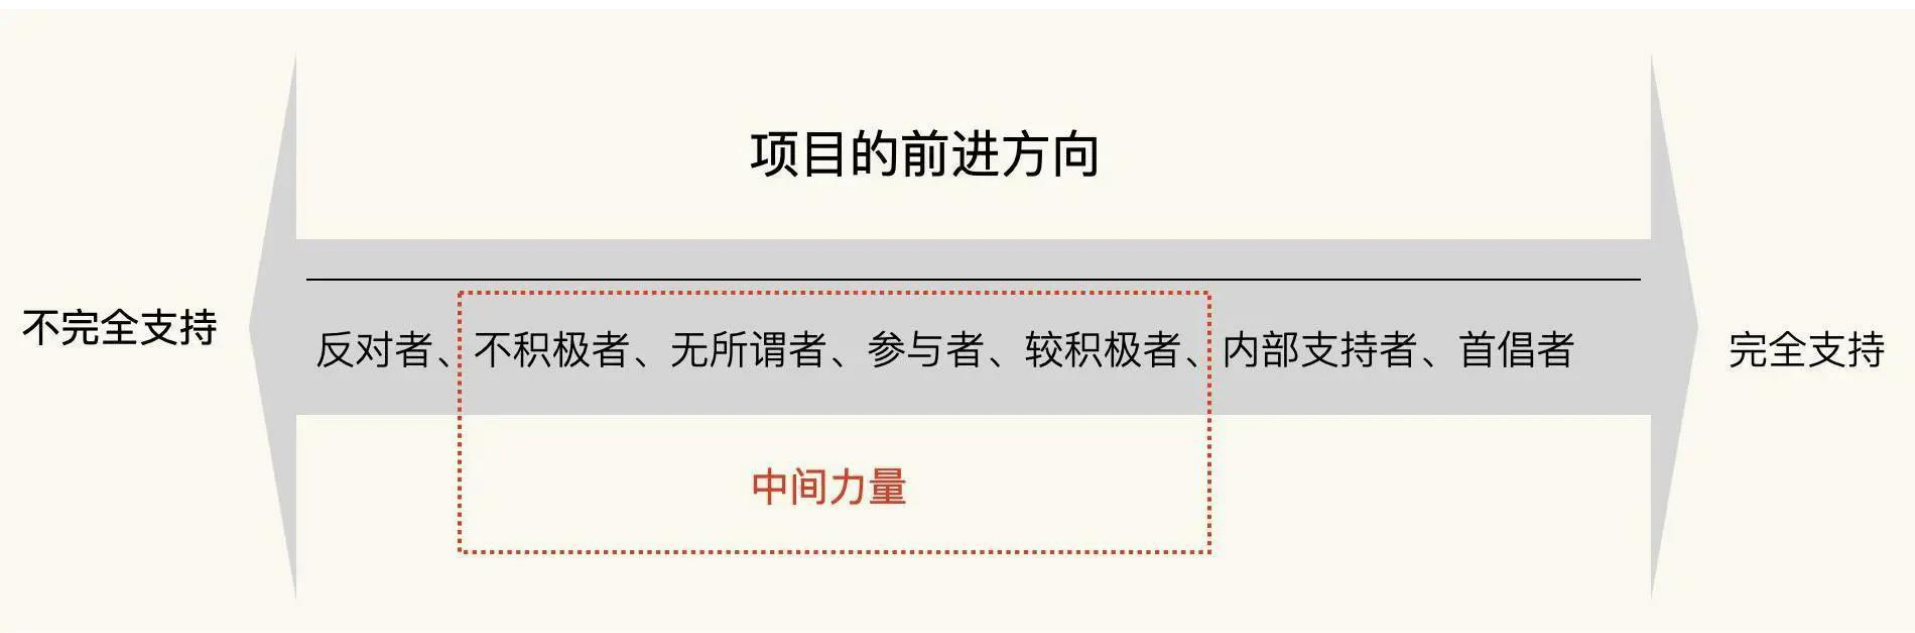 项目的前进方向
不完全支持
反对者、不积极者、无所谓者、参与者、较积极者、内部支持者、首倡者
完全支持
中间力量